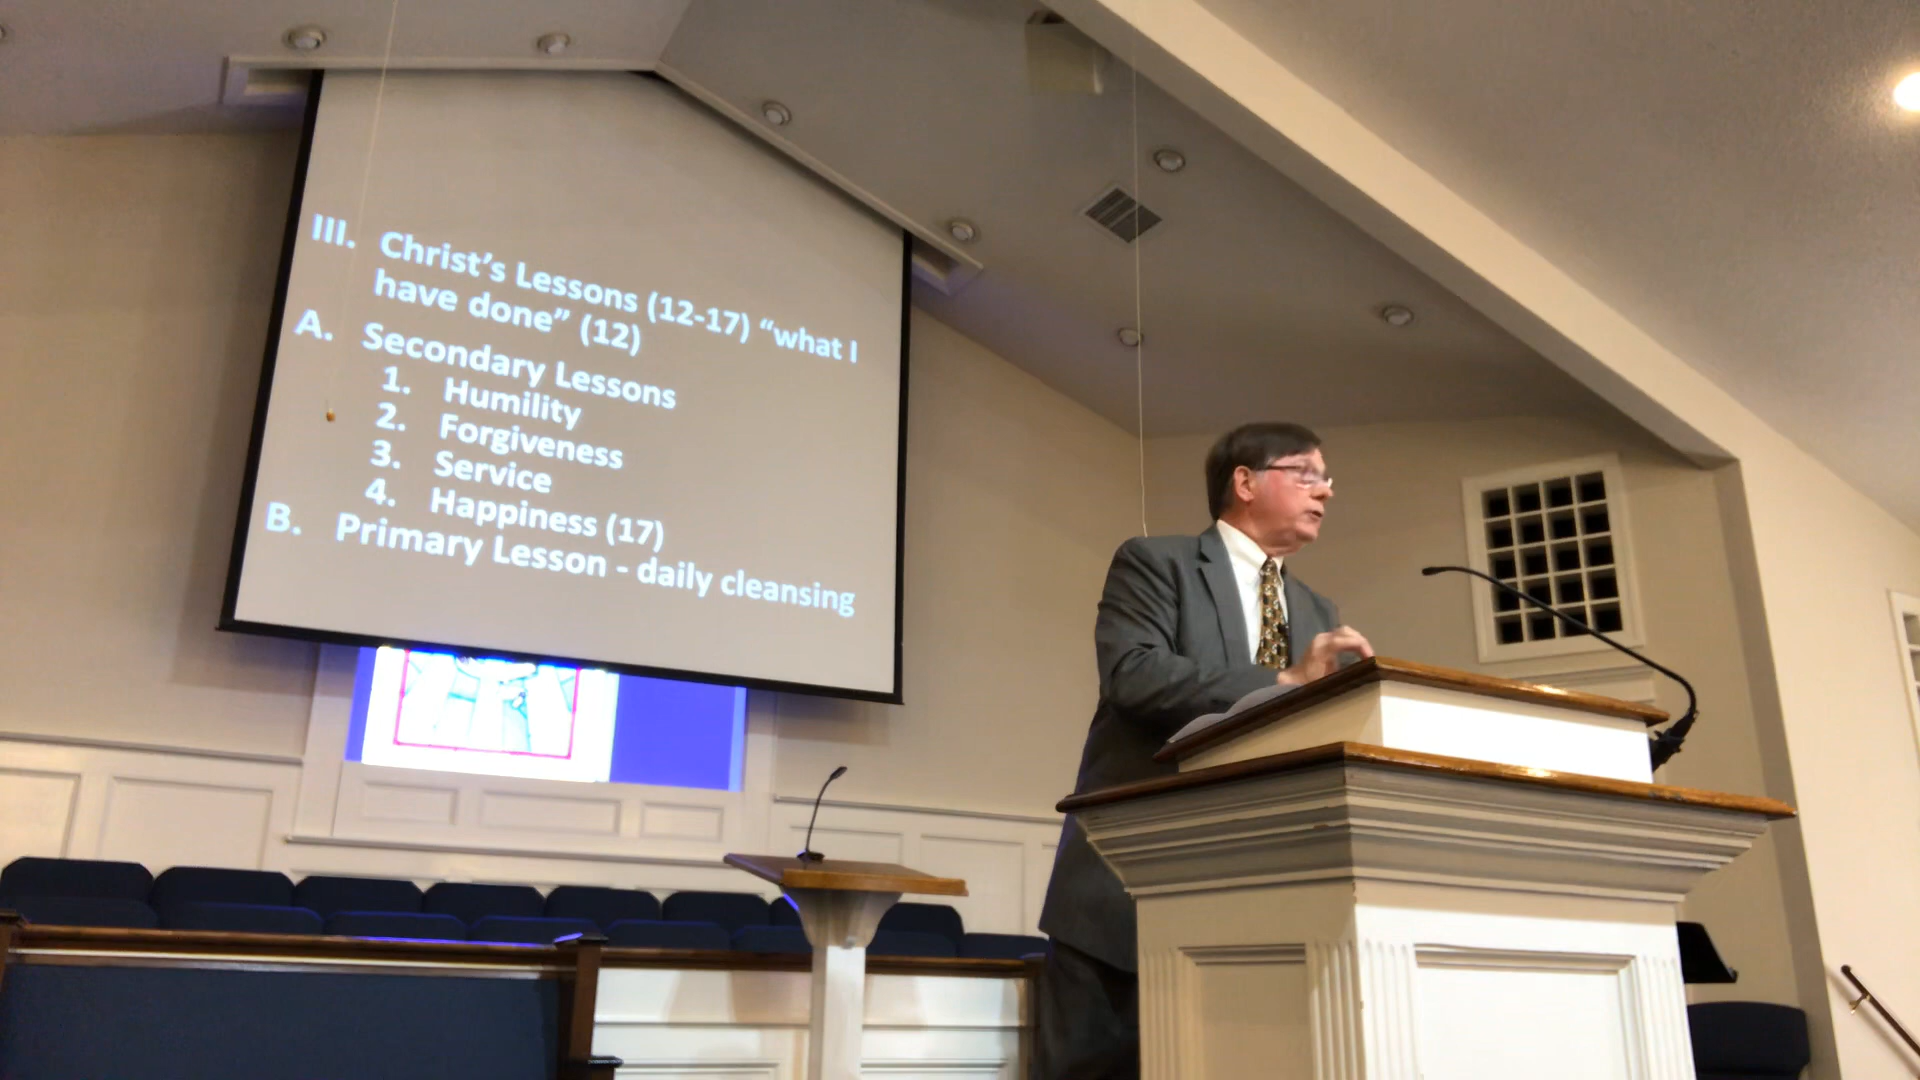 III. Christ’s Lessons (12-17) “what I
have done” (12)
A. Secondary Lessons
1. Humility
2. Forgiveness
3. Service
4. Happiness (17)
B. Primary Lesson - daily cleansing